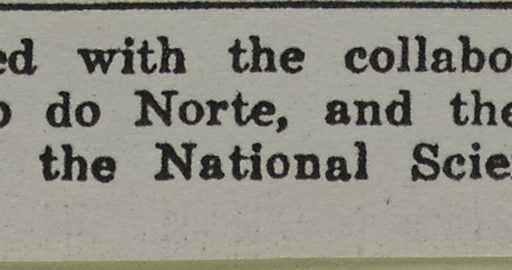 ed with the collabo
do Norte, and the
the National Scie